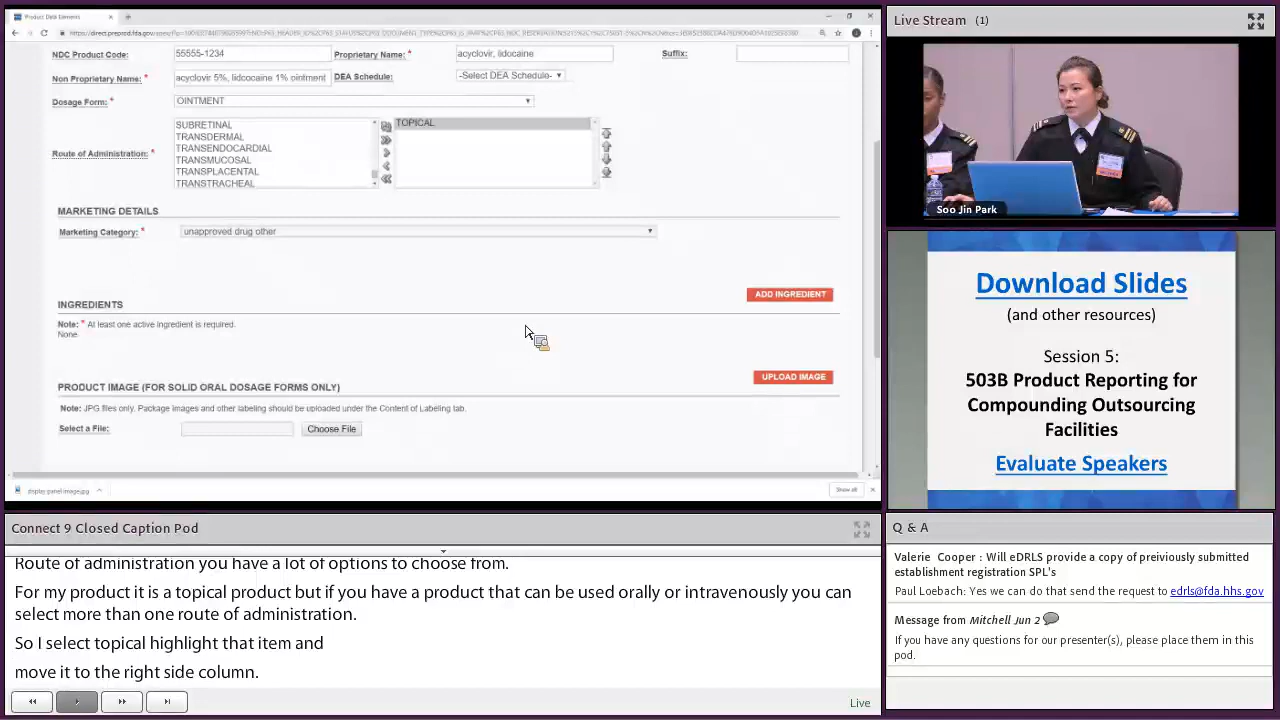 Product Data Elements
NDC Product Code:
55555-1234
Proprietary Name: *
acyclovir, lidocaine
Suffix:
Non Proprietary Name: *
acyclovir 5%, lidcocaine 1% ointment
DEA Schedule:
-Select DEA Schedule-
Dosage Form: *
OINTMENT
Route of Administration: *
SUBRETINAL
TRANSDERMAL
TRANSENDOCARDIAL
TRANSMUCOSAL
TRANSPLACENTAL
TRANSTRACHEAL
TOPICAL
MARKETING DETAILS
Marketing Category: *
unapproved drug other
ADD INGREDIENT
INGREDIENTS
Note: * At least one active ingredient is required.
None
UPLOAD IMAGE
PRODUCT IMAGE (FOR SOLID ORAL DOSAGE FORMS ONLY)
Note: JPG files only. Package images and other labeling should be uploaded under the Content of Labeling tab.
Select a File:
Choose File
display panel image.jpg
Show all
Connect 9 Closed Caption Pod
Route of administration you have a lot of options to choose from.
For my product it is a topical product but if you have a product that can be used orally or intravenously you can
select more than one route of administration.
So I select topical highlight that item and
move it to the right side column.
Live
Live Stream (1)
Soo Jin Park
Download Slides
(and other resources)
Session 5:
503B Product Reporting for
Compounding Outsourcing
Facilities
Evaluate Speakers
Q & A
Valerie Cooper : Will eDRLS provide a copy of preiviously submitted
establishment registration SPL's
Paul Loebach: Yes we can do that send the request to edrls@fda.hhs.gov
Message from Mitchell Jun 2
If you have any questions for our presenter(s), please place them in this
pod.